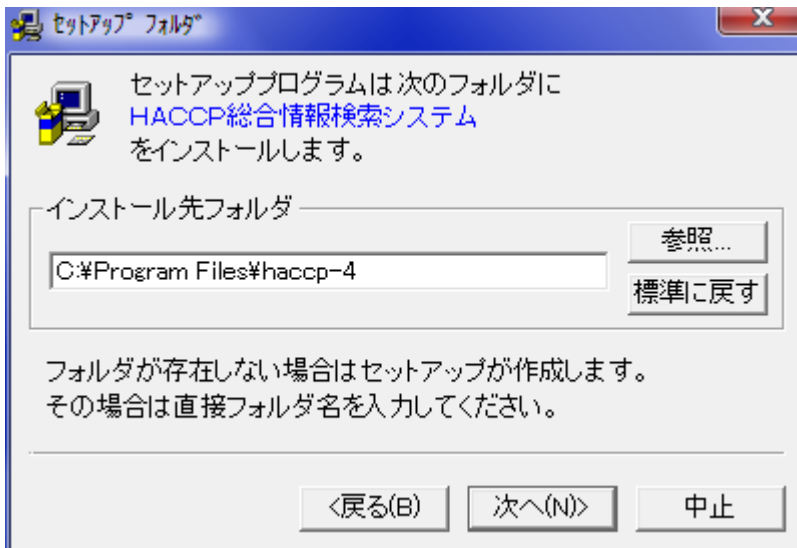 ｾｯﾄｱｯﾌﾟ ﾌｫﾙﾀﾞ
セットアッププログラムは次のフォルダに
HACCP総合情報検索システム
をインストールします。
インストール先フォルダ
参照...
C:¥Program Files¥haccp-4
標準に戻す
フォルダが存在しない場合はセットアップが作成します。
その場合は直接フォルダ名を入力してください。
<戻る(B)
次へ(N)>
中止